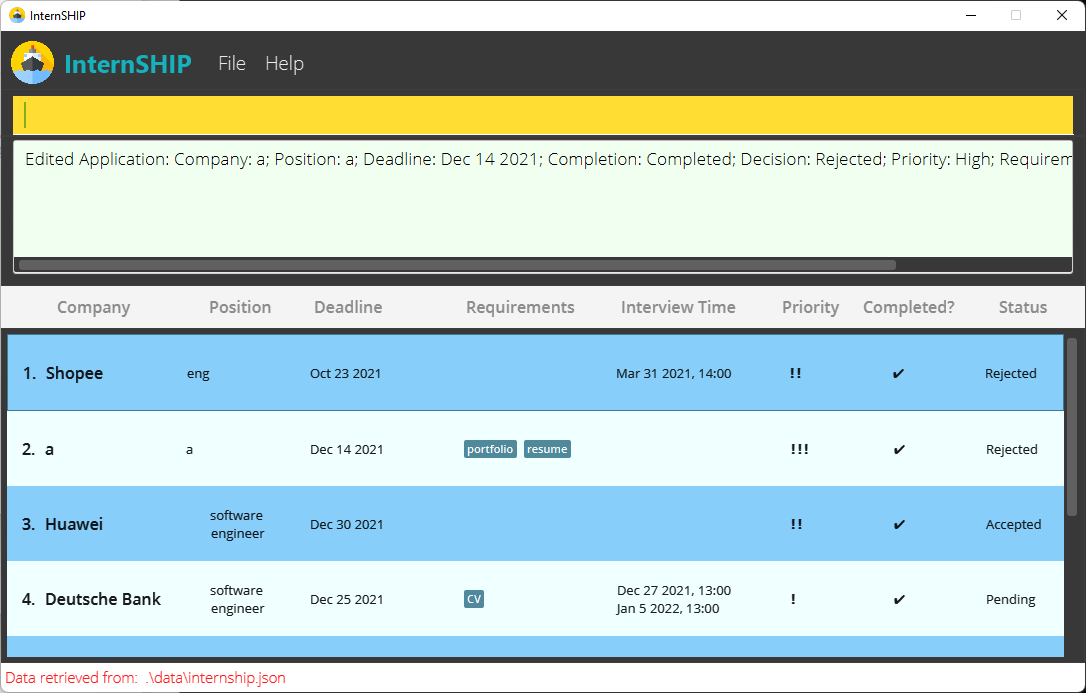 InternSHIP
InternSHIP File Help
Edited Application: Company: a; Position: a; Deadline: Dec 14 2021; Completion: Completed; Decision: Rejected; Priority: High; Requirem
Company Position Deadline Requirements Interview Time Priority Completed? Status
1. Shopee eng Oct 23 2021 Mar 31 2021, 14:00 !! ✔ Rejected
2. a a Dec 14 2021 portfolio resume !!! ✔ Rejected
3. Huawei software engineer Dec 30 2021 !! ✔ Accepted
4. Deutsche Bank software engineer Dec 25 2021 CV Dec 27 2021, 13:00 Jan 5 2022, 13:00 ! ✔ Pending
Data retrieved from: .\data\internship.json